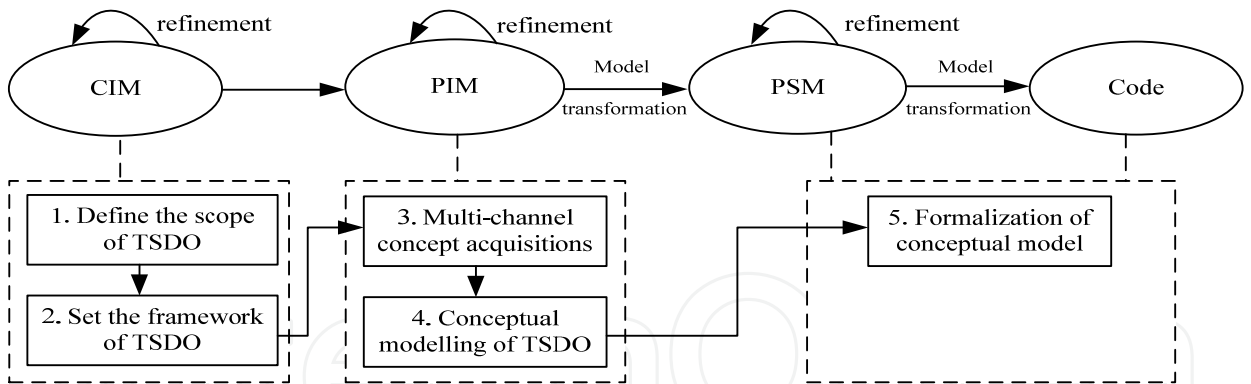 refinement
refinement
refinement
CIM
PIM
Model
transformation
PSM
Model
transformation
Code
1. Define the scope
of TSDO
2. Set the framework
of TSDO
3. Multi-channel
concept acquisitions
4. Conceptual
modelling of TSDO
5. Formalization of
conceptual model